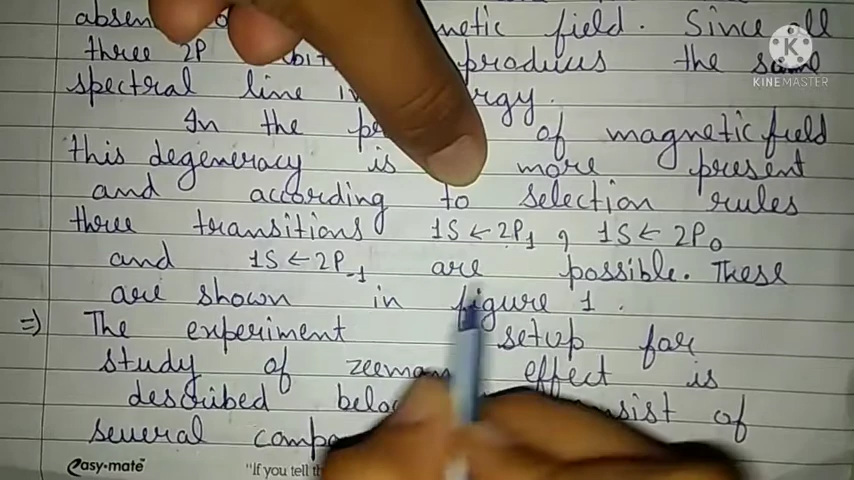 absen netic field. Since all
three 2P produces the same
spectral line in rgy.
In the of magnetic field
this degeneracy is more present
and according to selection rules
three transitions 1S ← 2P₁ , 1S ← 2P₀
and 1S ← 2P₋₁ are possible. These
are shown in figure 1.
⇒ The experiment setup for
study of zeeman effect is
described of
several
easy·mate "If you tell th
KINEMASTER